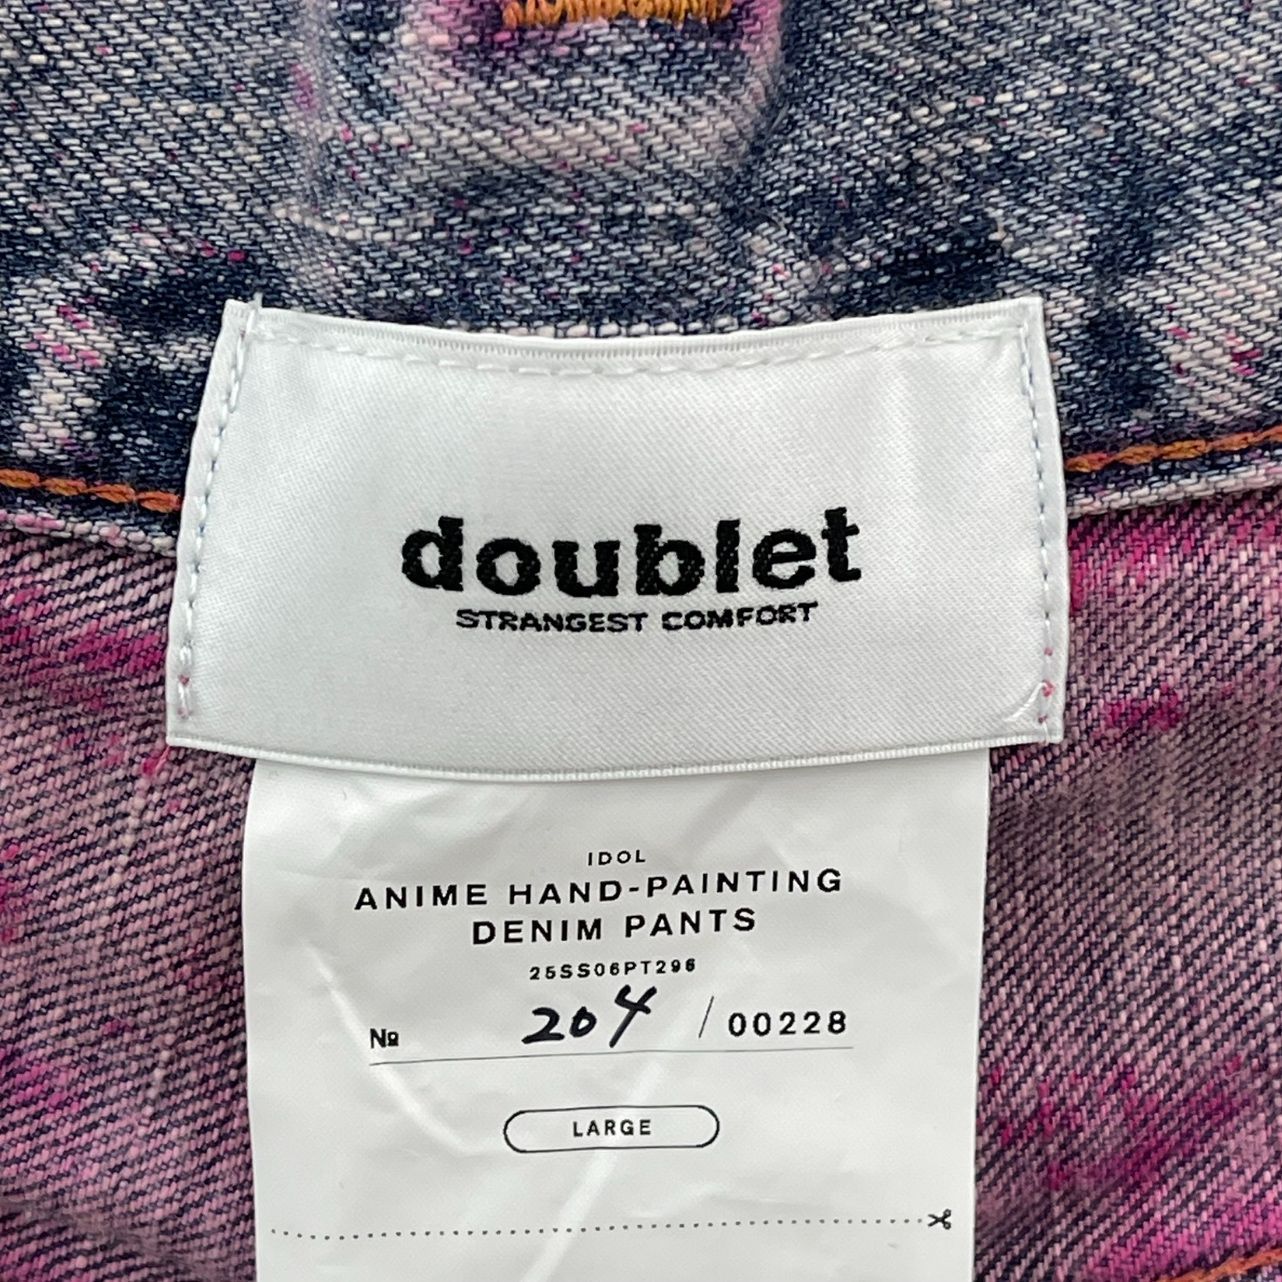 doublet
STRANGEST COMFORT
IDOL
ANIME HAND-PAINTING
DENIM PANTS
25SS06PT296
№ 204 / 00228
LARGE